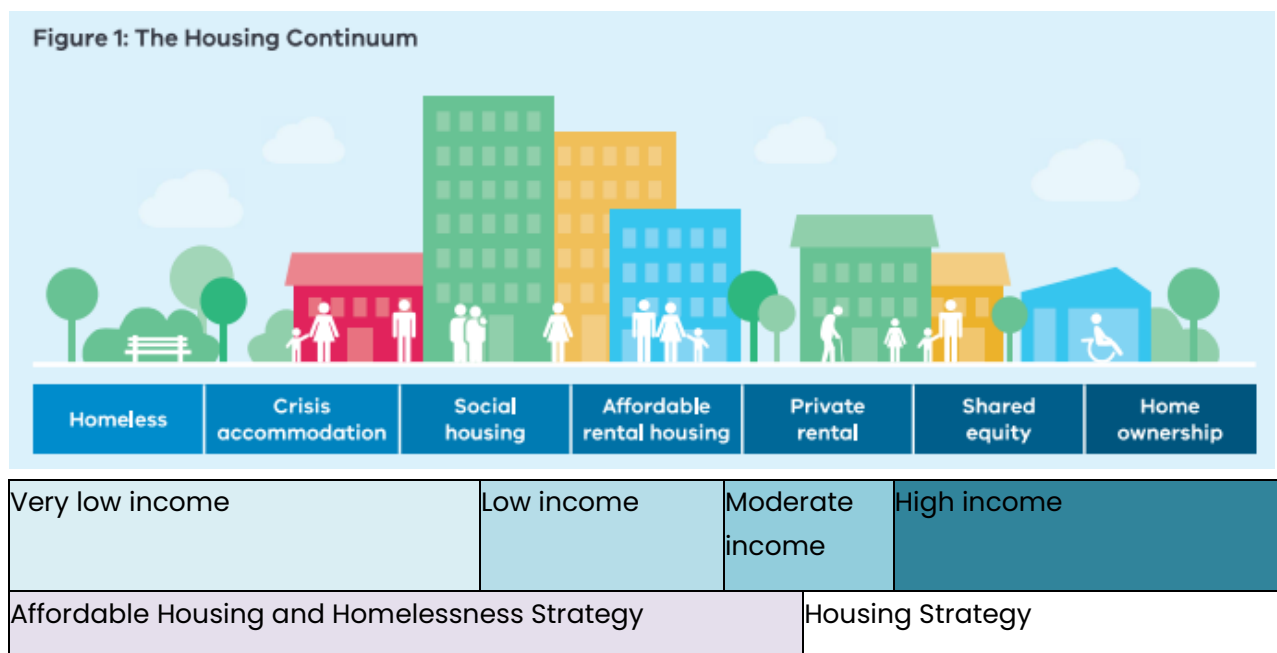 Figure 1: The Housing Continuum
Homeless
Crisis
accommodation
Social
housing
Affordable
rental housing
Private
rental
Shared
equity
Home
ownership
Very low income
Low income
Moderate
income
High income
Affordable Housing and Homelessness Strategy
Housing Strategy